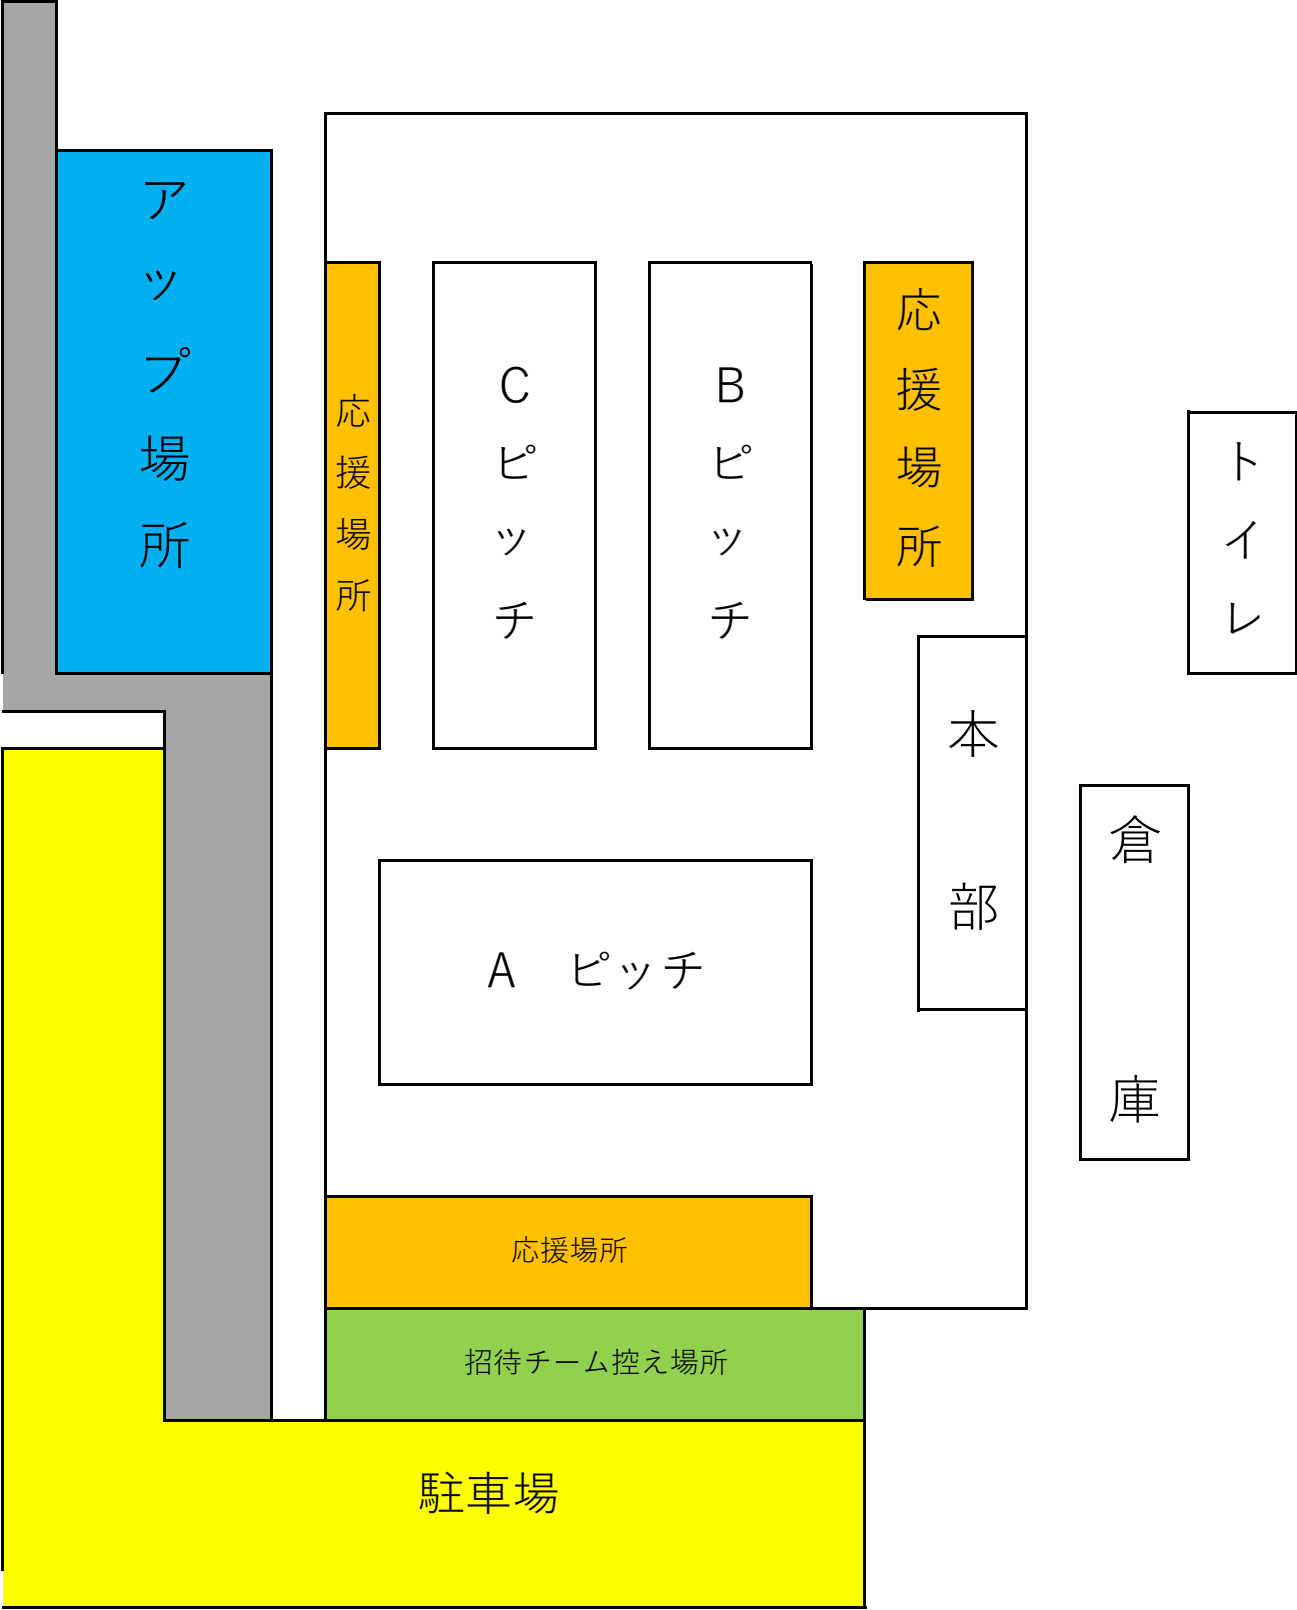 アップ場所
応援場所
Cピッチ
Bピッチ
応援場所
トイレ
本部
倉庫
A　ピッチ
応援場所
招待チーム控え場所
駐車場